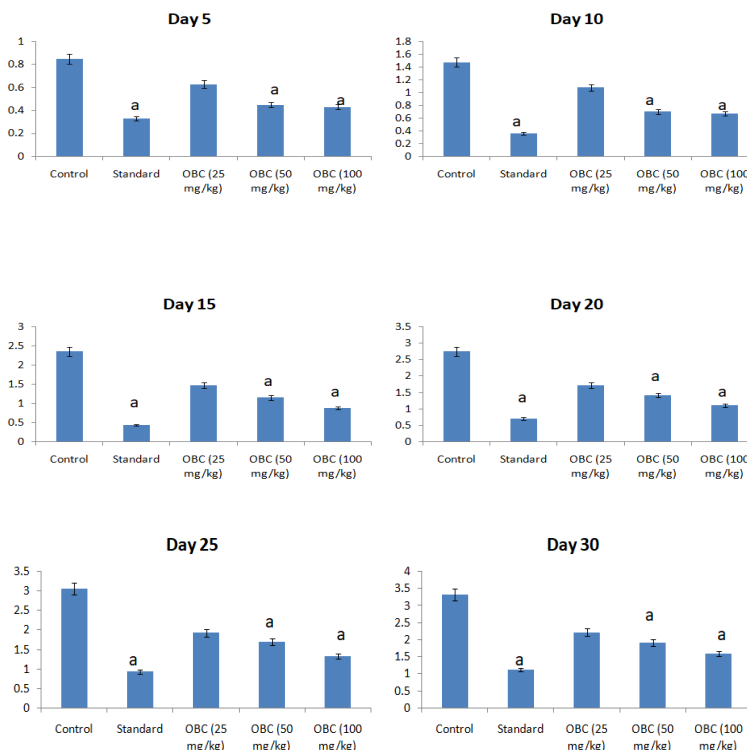 Day 5
1
0.8
0.6
0.4
0.2
0
a
a
a
Control Standard OBC (25 OBC (50 OBC (100
mg/kg) mg/kg) mg/kg)
Day 10
1.8
1.6
1.4
1.2
1
0.8
0.6
0.4
0.2
0
a
a
a
Control Standard OBC (25 OBC (50 OBC (100
mg/kg) mg/kg) mg/kg)
Day 15
3
2.5
2
1.5
1
0.5
0
a
a
a
Control Standard OBC (25 OBC (50 OBC (100
mg/kg) mg/kg) mg/kg)
Day 20
3.5
3
2.5
2
1.5
1
0.5
0
a
a
a
Control Standard OBC (25 OBC (50 OBC (100
mg/kg) mg/kg) mg/kg)
Day 25
3.5
3
2.5
2
1.5
1
0.5
0
a
a
a
Control Standard OBC (25 OBC (50 OBC (100
mg/kg) mg/kg) mg/kg)
Day 30
4
3.5
3
2.5
2
1.5
1
0.5
0
a
a
a
Control Standard OBC (25 OBC (50 OBC (100
mg/kg) mg/kg) mg/kg)